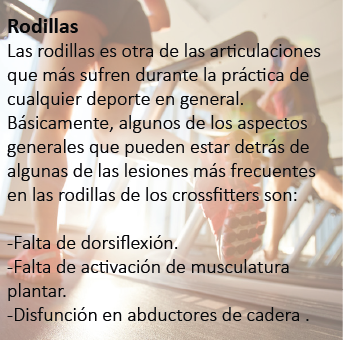 Rodillas
Las rodillas es otra de las articulaciones
que más sufren durante la práctica de
cualquier deporte en general.
Básicamente, algunos de los aspectos
generales que pueden estar detrás de
algunas de las lesiones más frecuentes
en las rodillas de los crossfitters son:
-Falta de dorsiflexión.
-Falta de activación de musculatura
plantar.
-Disfunción en abductores de cadera .